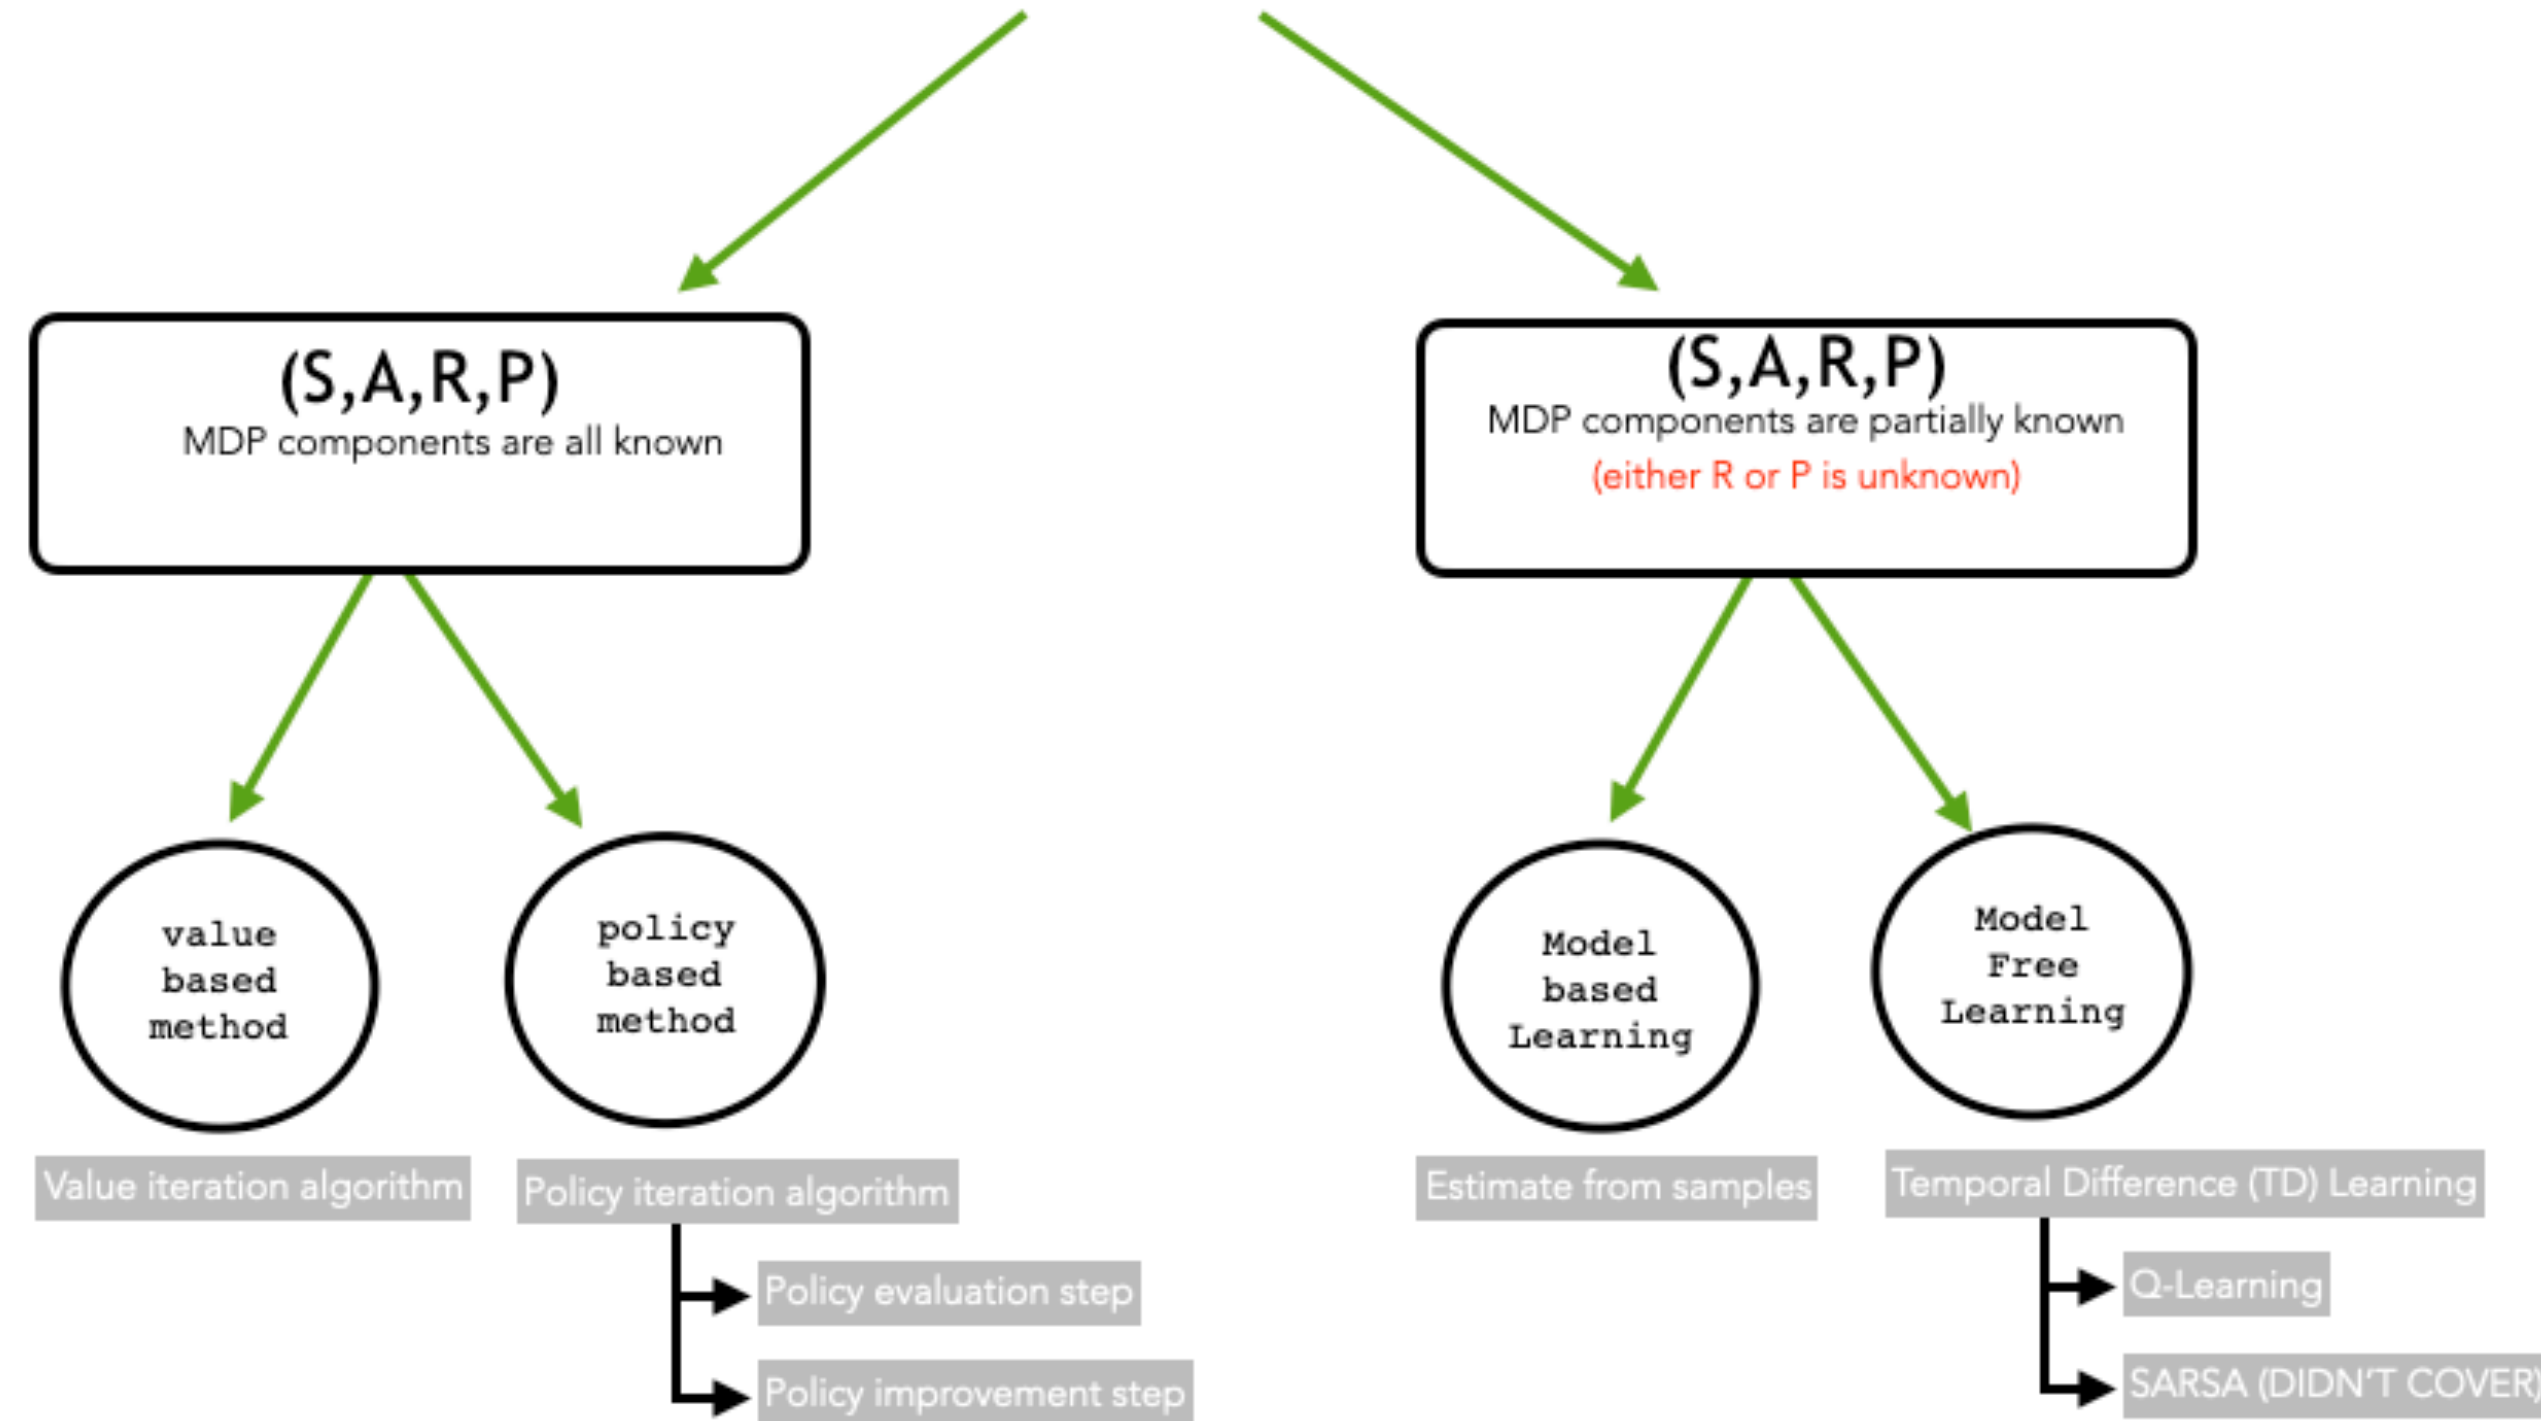 (S,A,R,P)
MDP components are all known
(S,A,R,P)
MDP components are partially known
(either R or P is unknown)
value
based
method
policy
based
method
Model
based
Learning
Model
Free
Learning
Value iteration algorithm
Policy iteration algorithm
Policy evaluation step
Policy improvement step
Estimate from samples
Temporal Difference (TD) Learning
Q-Learning
SARSA (DIDN'T COVER)